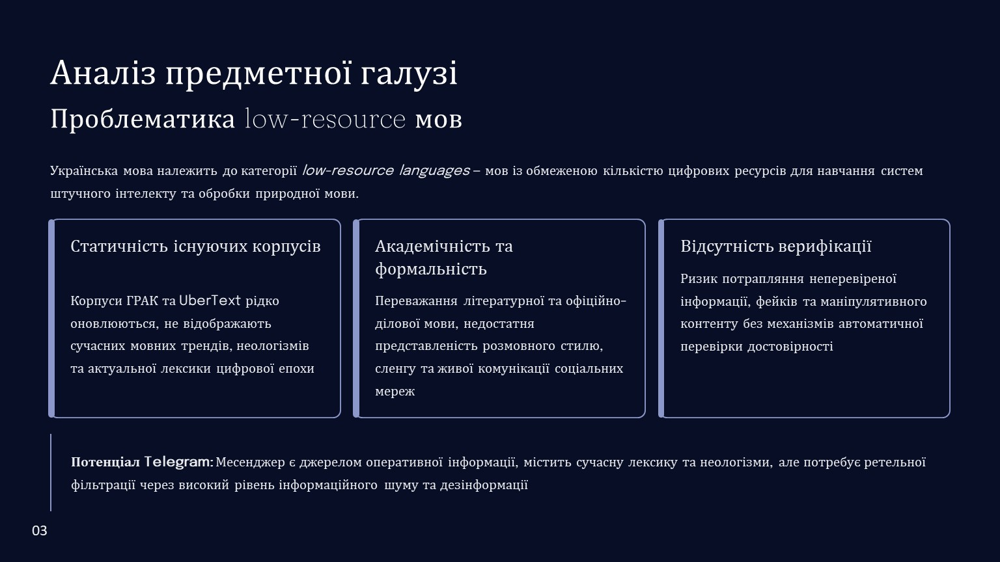 Аналіз предметної галузі
Проблематика low-resource мов
Українська мова належить до категорії low-resource languages – мов із обмеженою кількістю цифрових ресурсів для навчання систем
штучного інтелекту та обробки природної мови.
Статичність існуючих корпусів
Корпуси ГРАК та UberText рідко
оновлюються, не відображають
сучасних мовних трендів, неологізмів
та актуальної лексики цифрової епохи
Академічність та
формальність
Переважання літературної та офіційно-
ділової мови, недостатня
представленість розмовного стилю,
сленгу та живої комунікації соціальних
мереж
Відсутність верифікації
Ризик потрапляння неперевіреної
інформації, фейків та маніпулятивного
контенту без механізмів автоматичної
перевірки достовірності
Потенціал Telegram: Месенджер є джерелом оперативної інформації, містить сучасну лексику та неологізми, але потребує ретельної
фільтрації через високий рівень інформаційного шуму та дезінформації
03